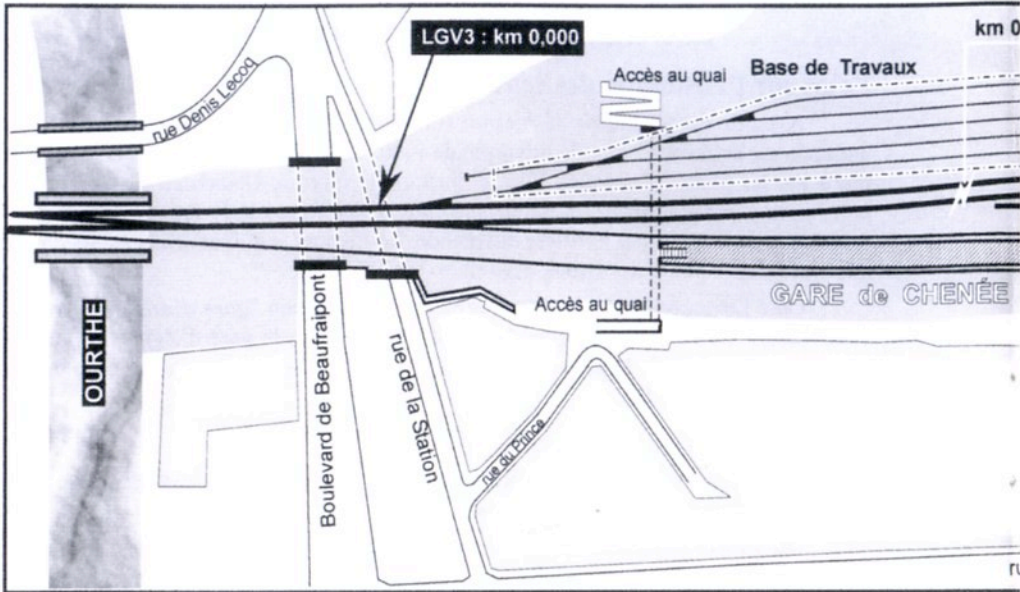 LGV3 : km 0,000
km 0
Accès au quai
Base de Travaux
rue Denis Lecoq
OURTHE
Boulevard de Beaufraipont
rue de la Station
Accès au quai
GARE de CHENÉE
rue du Prince